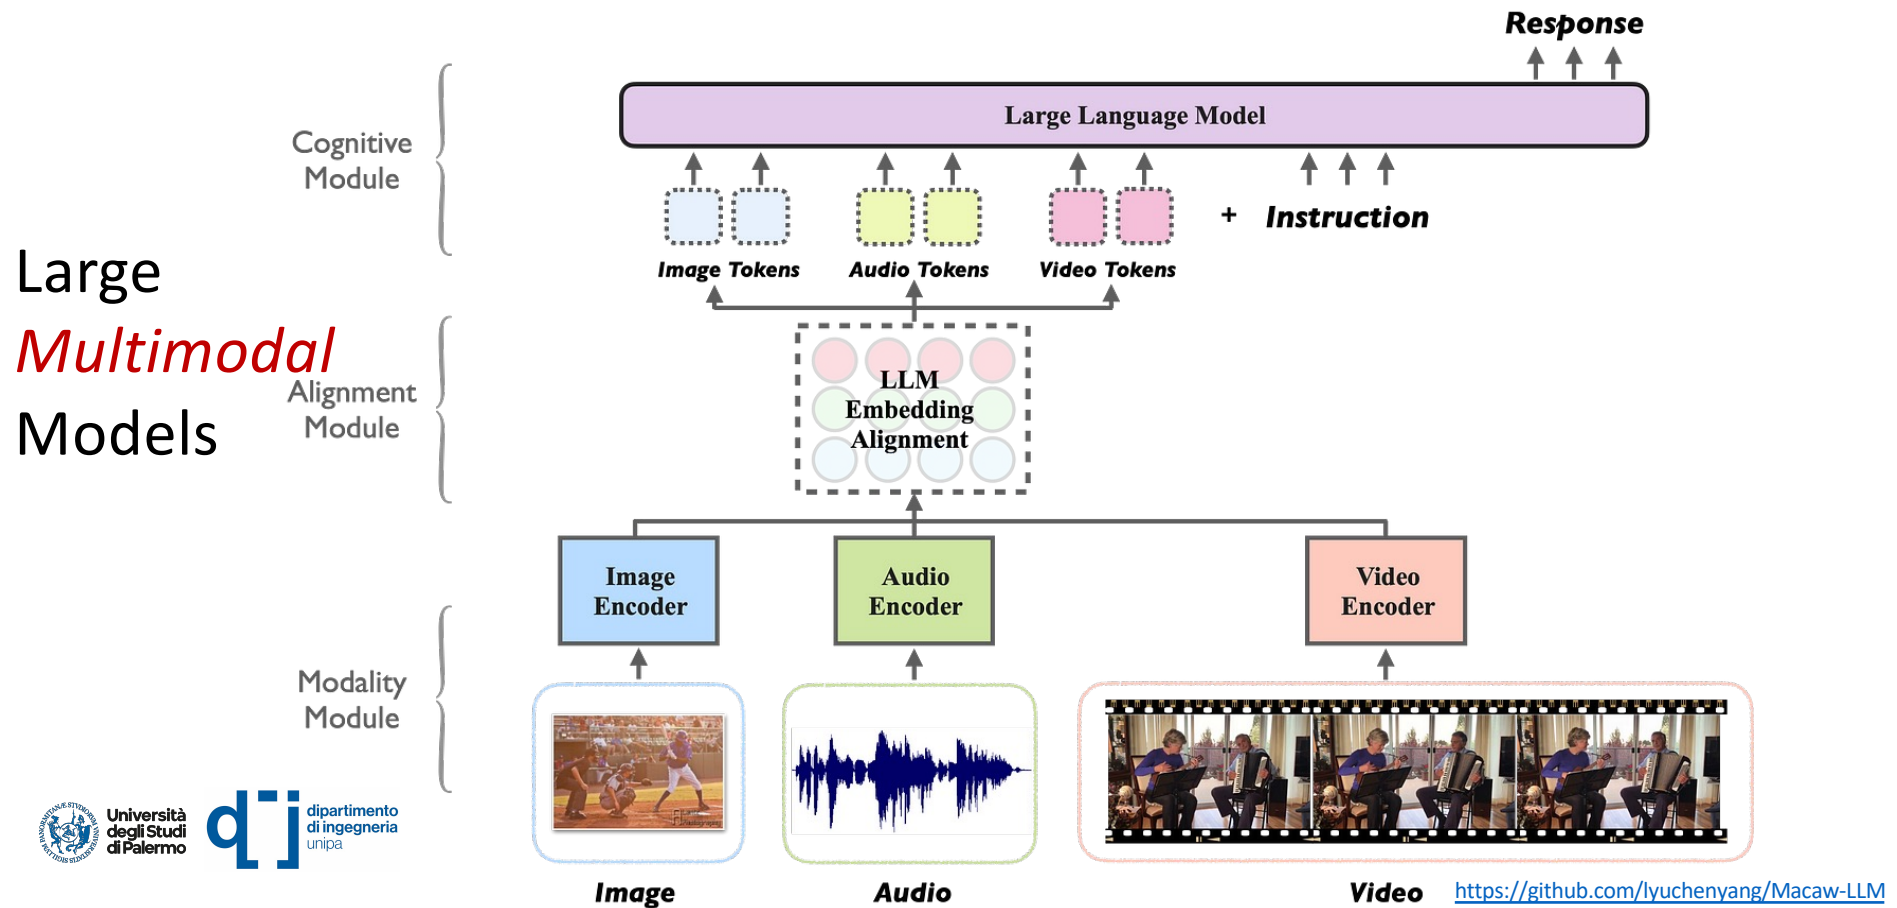 Response
Large Language Model
Cognitive
Module
+ Instruction
Image Tokens
Audio Tokens
Video Tokens
Large
Multimodal
Models
Alignment
Module
LLM
Embedding
Alignment
Image
Encoder
Audio
Encoder
Video
Encoder
Modality
Module
Università
degli Studi
di Palermo
dipartimento
di ingegneria
unipa
Image
Audio
Video
https://github.com/lyuchenyang/Macaw-LLM